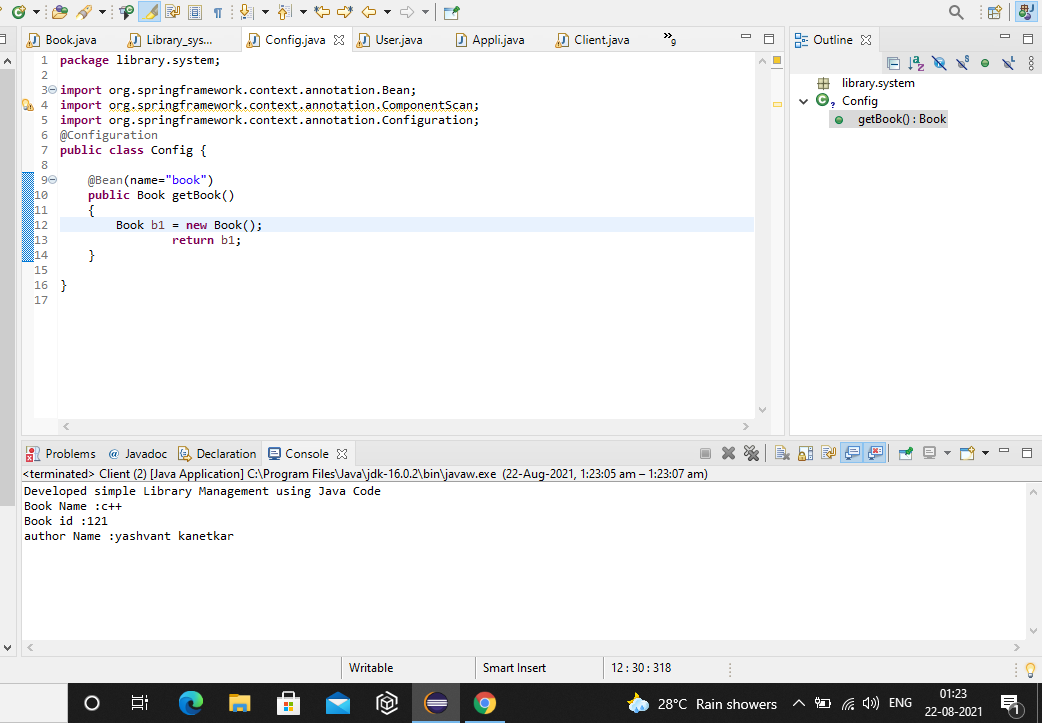 Book.java
Library_sys...
Config.java
User.java
Appli.java
Client.java
»9
Outline
1 package library.system;
2
3 import org.springframework.context.annotation.Bean;
4 import org.springframework.context.annotation.ComponentScan;
5 import org.springframework.context.annotation.Configuration;
6 @Configuration
7 public class Config {
8
9 @Bean(name="book")
10 public Book getBook()
11 {
12 Book b1 = new Book();
13 return b1;
14 }
15
16 }
17
library.system
Config
getBook() : Book
Problems
@ Javadoc
Declaration
Console
<terminated> Client (2) [Java Application] C:\Program Files\Java\jdk-16.0.2\bin\javaw.exe (22-Aug-2021, 1:23:05 am – 1:23:07 am)
Developed simple Library Management using Java Code
Book Name :c++
Book id :121
author Name :yashvant kanetkar
Writable
Smart Insert
12 : 30 : 318
28°C Rain showers
ENG
01:23
22-08-2021
1